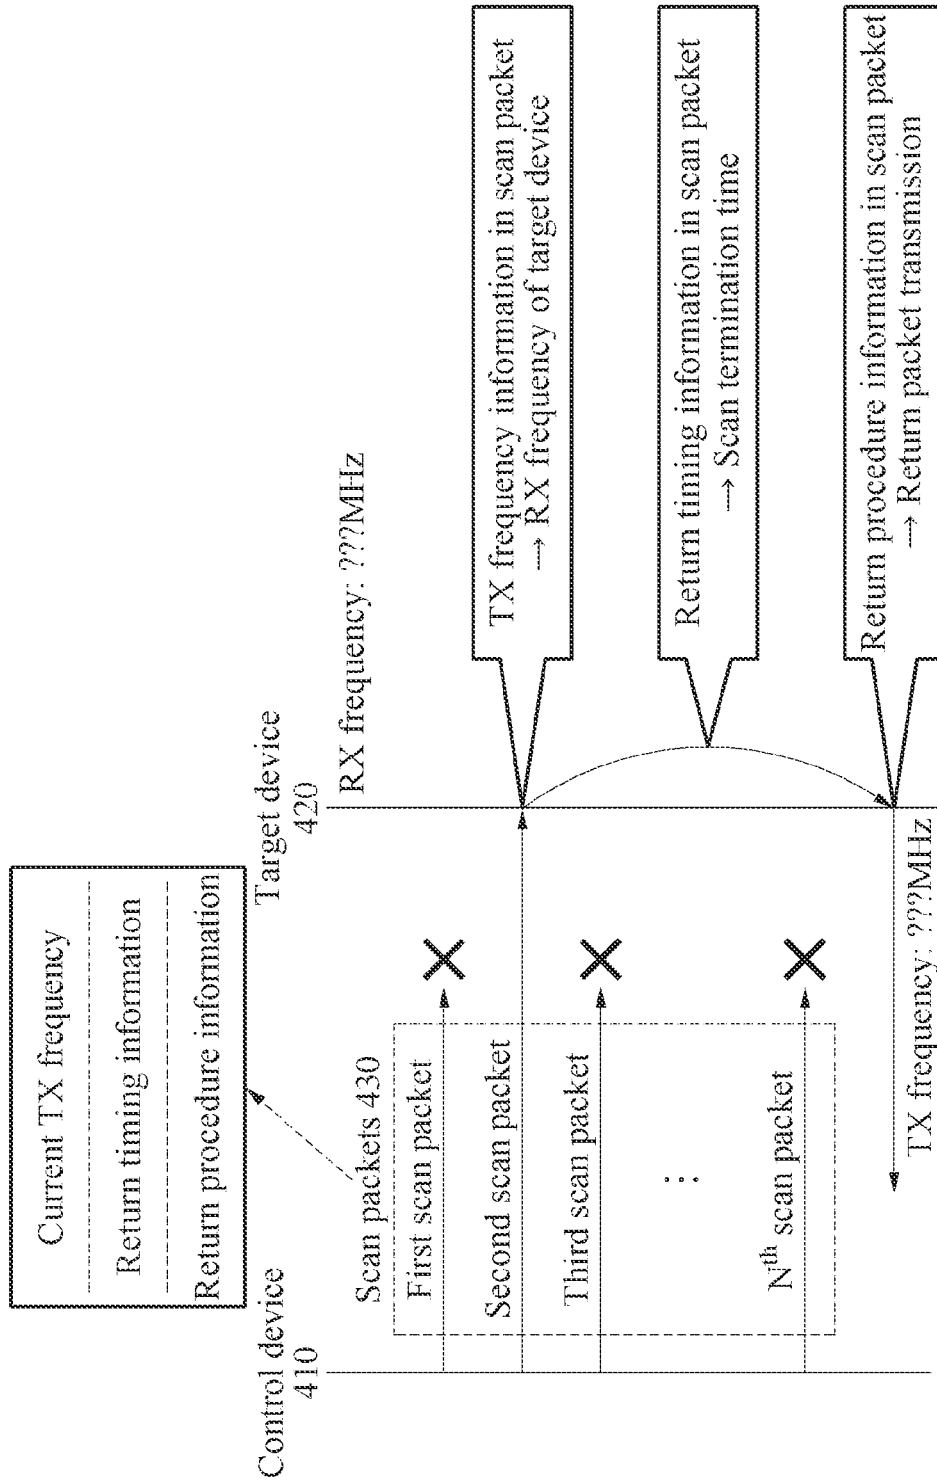 Current TX frequency
Return timing information
Return procedure information
Control device
410
Target device
420
RX frequency: ???MHz
Scan packets 430
First scan packet
Second scan packet
Third scan packet
...
Nth scan packet
TX frequency information in scan packet
→ RX frequency of target device
Return timing information in scan packet
→ Scan termination time
Return procedure information in scan packet
→ Return packet transmission
TX frequency: ???MHz